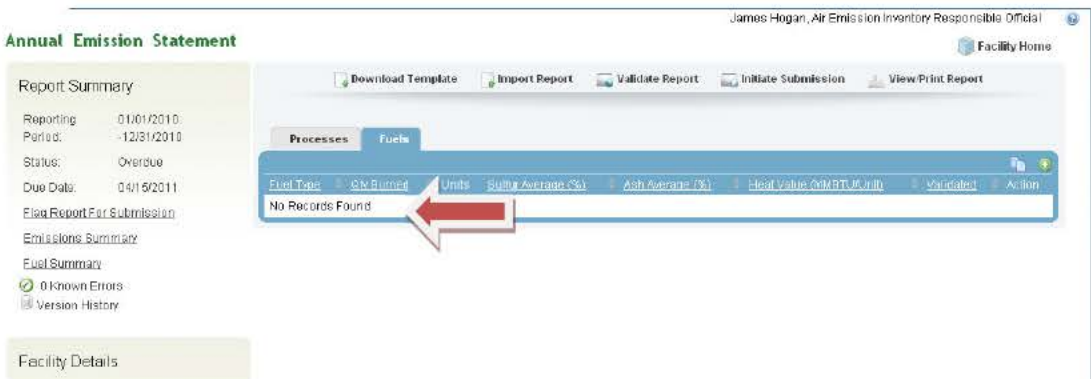 James Hogan, Air Emission Inventory Responsible Official
Annual Emission Statement
Facility Home
Report Summary
Download Template Import Report Validate Report Initiate Submission View/Print Report
Reporting Period: 01/01/2010 -12/31/2010
Status: Overdue
Due Date: 04/15/2011
Flag Report For Submission
Emissions Summary
Fuel Summary
0 Known Errors
Version History
Facility Details
Processes Fuels
Fuel Type Qty Burned Units Sulfur Average (%) Ash Average (%) Heat Value (MMBTU/Unit) Validated Action
No Records Found